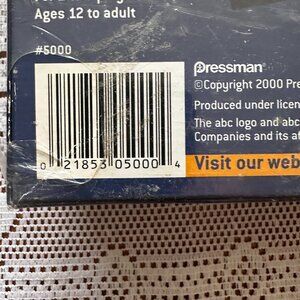 Ages 12 to adult
#5000
0 21853 05000 4
Pressman®
©Copyright 2000 Pre
Produced under licen
The abc logo and abc
Companies and its af
Visit our web